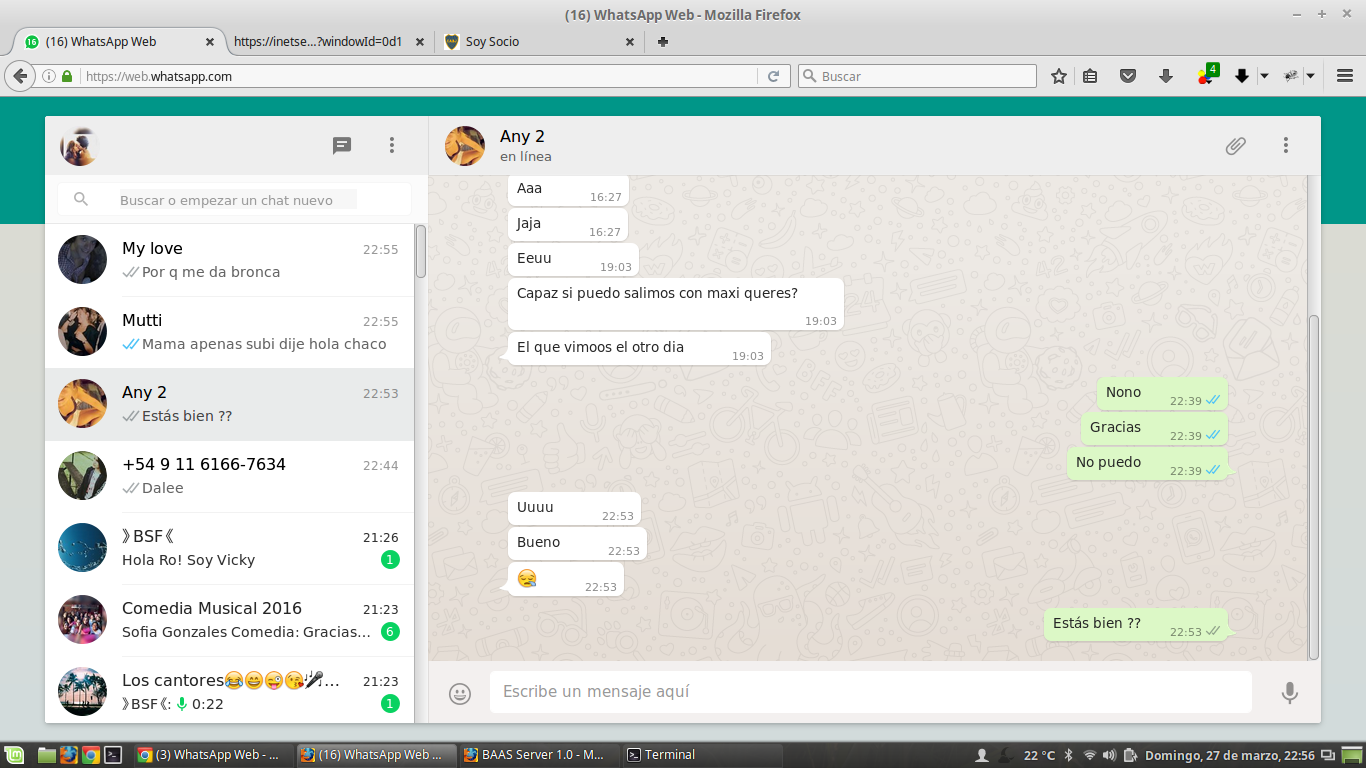 (16) WhatsApp Web - Mozilla Firefox
16 (16) WhatsApp Web
https://inetse...?windowId=0d1
Soy Socio
https://web.whatsapp.com
Buscar
4
Buscar o empezar un chat nuevo
My love 22:55
Por q me da bronca
Mutti 22:55
Mama apenas subi dije hola chaco
Any 2 22:53
Estás bien ??
+54 9 11 6166-7634 22:44
Dalee
》BSF《 21:26
Hola Ro! Soy Vicky 1
Comedia Musical 2016 21:23
Sofia Gonzales Comedia: Gracias... 6
Los cantores😂😄😜😘🎤... 21:23
》BSF《: 0:22 1
Any 2
en línea
Aaa 16:27
Jaja 16:27
Eeuu 19:03
Capaz si puedo salimos con maxi queres?
19:03
El que vimoos el otro dia 19:03
Nono 22:39
Gracias 22:39
No puedo 22:39
Uuuu 22:53
Bueno 22:53
😪 22:53
Estás bien ?? 22:53
Escribe un mensaje aquí
(3) WhatsApp Web - ...
(16) WhatsApp Web ...
BAAS Server 1.0 - M...
Terminal
22 °C
Domingo, 27 de marzo, 22:56